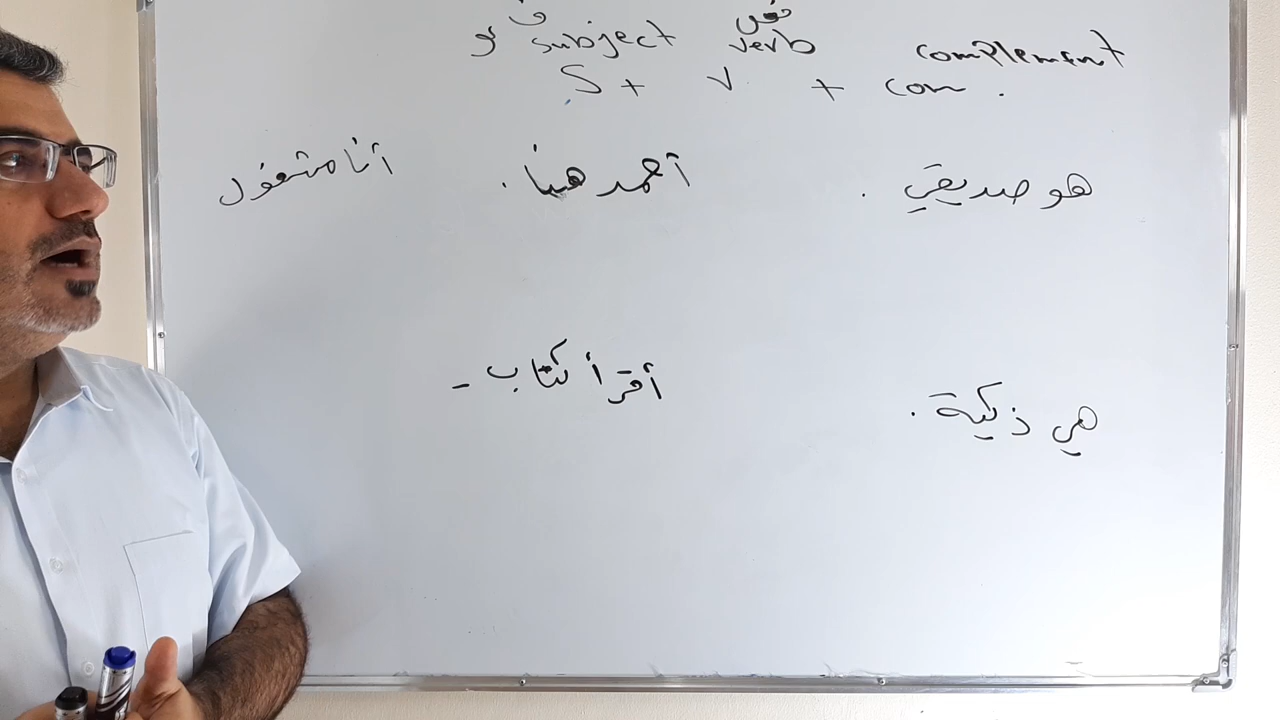 subject verb complement
S + V + com .
هو صديقي .
أحمد هنا .
أنا مشغول
هي ذكية .
أقرأ كتاب -